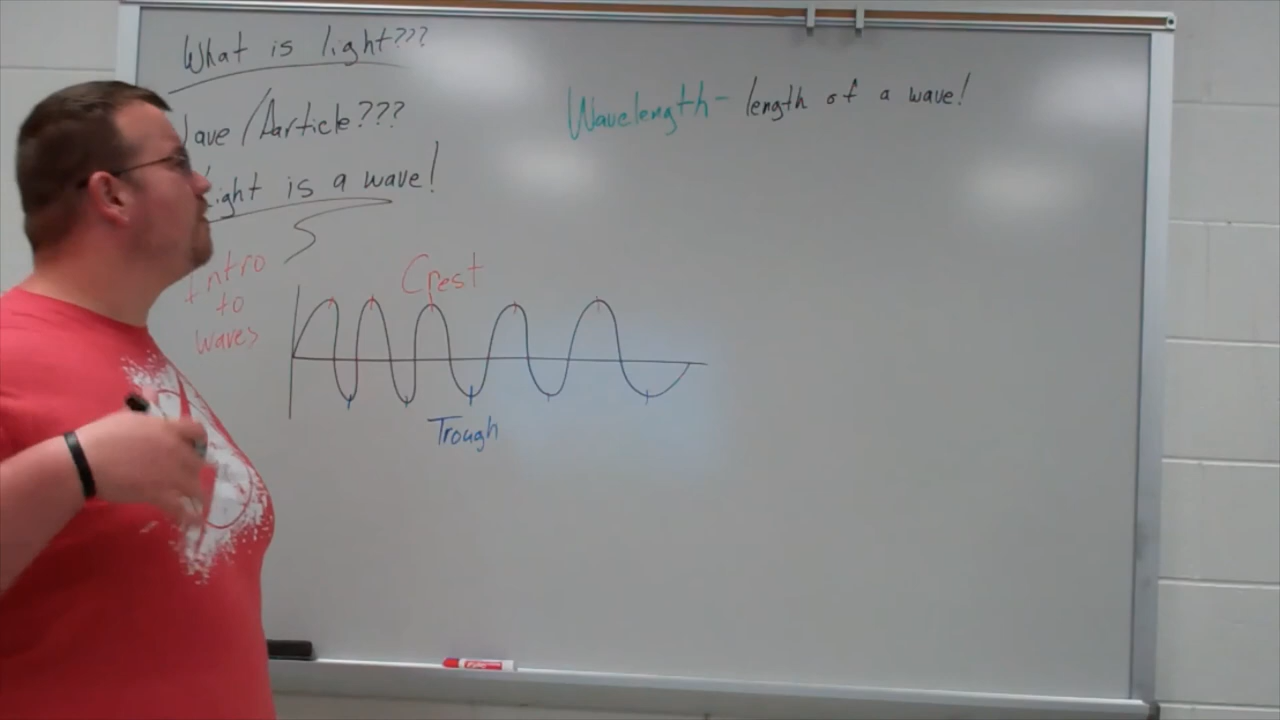 What is light???
Wave/Particle???
Light is a wave!
Intro
to
waves
Crest
Trough
Wavelength - length of a wave!